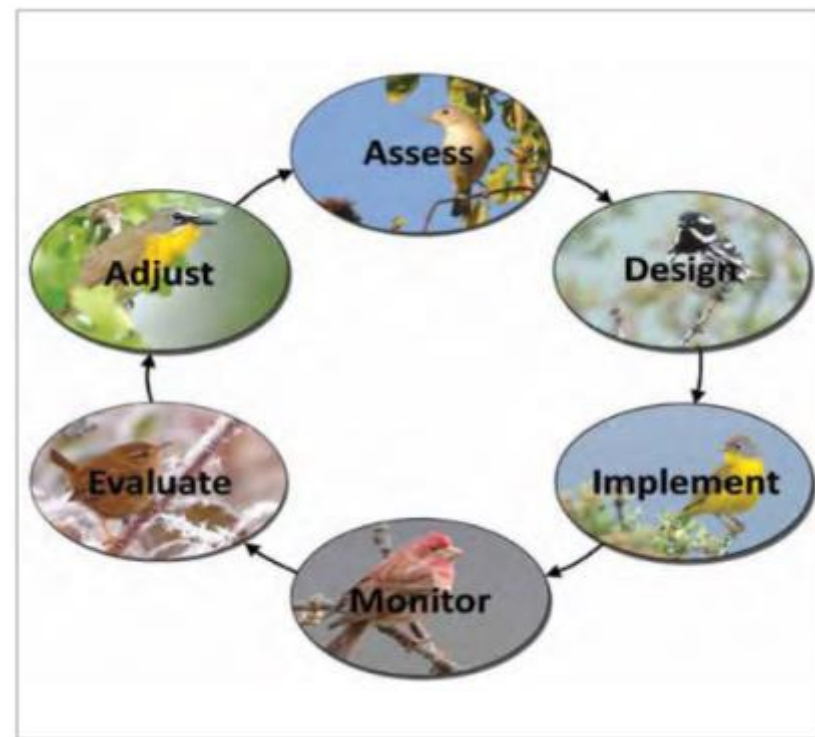 Assess
Design
Implement
Monitor
Evaluate
Adjust